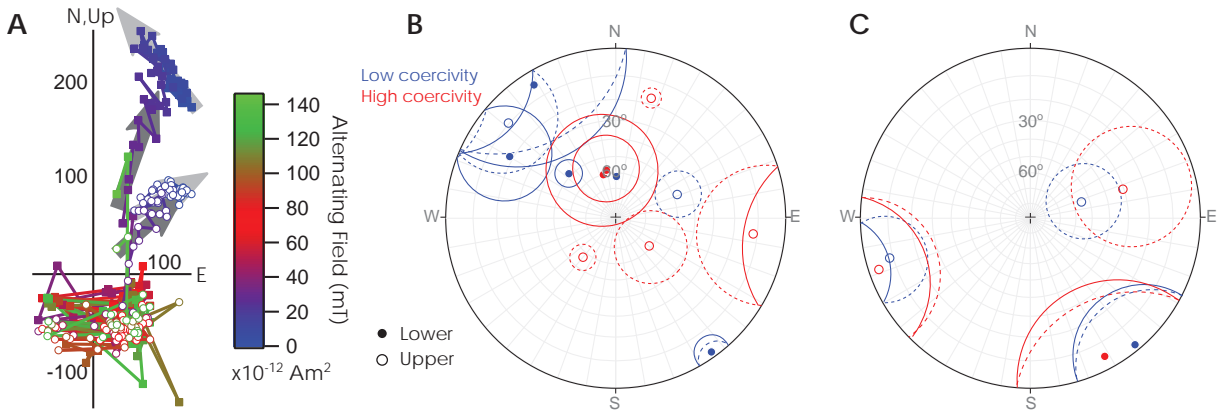 A
N,Up
200
100
100
E
-100
140
120
100
80
60
40
20
0
Alternating Field (mT)
x10⁻¹² Am²
B
Low coercivity
High coercivity
N
30°
W
E
S
● Lower
○ Upper
C
N
30°
60°
W
E
S